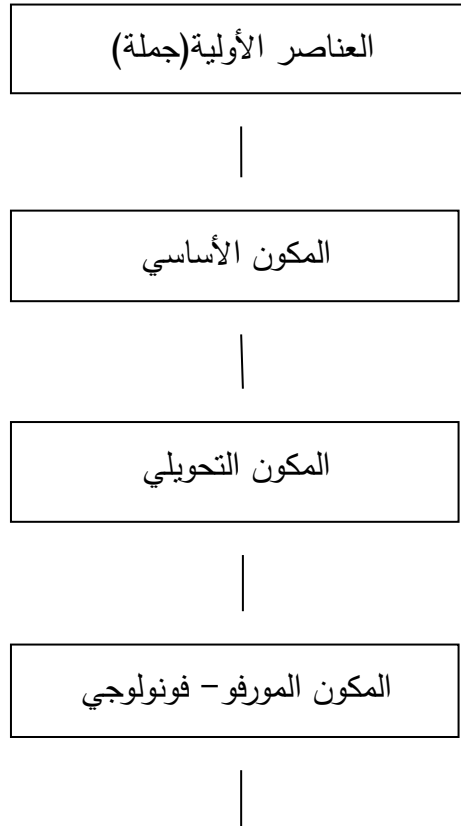 العناصر الأولية(جملة)
المكون الأساسي
المكون التحويلي
المكون المورفو – فونولوجي